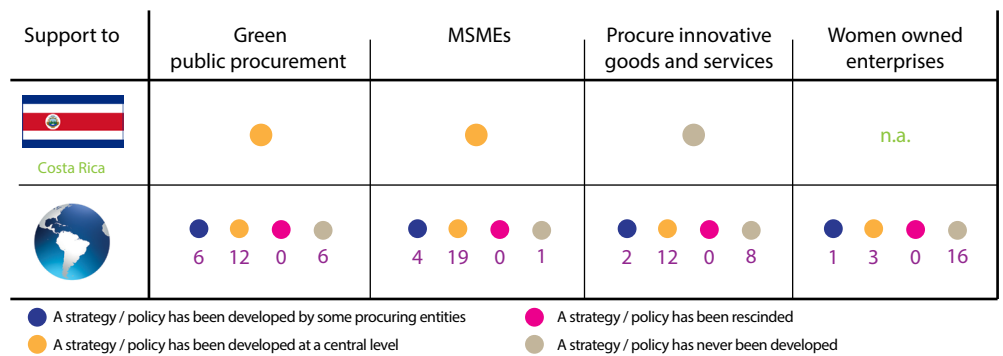 Support to
Green
public procurement
MSMEs
Procure innovative
goods and services
Women owned
enterprises
Costa Rica
n.a.
6 12 0 6
4 19 0 1
2 12 0 8
1 3 0 16
A strategy / policy has been developed by some procuring entities
A strategy / policy has been rescinded
A strategy / policy has been developed at a central level
A strategy / policy has never been developed